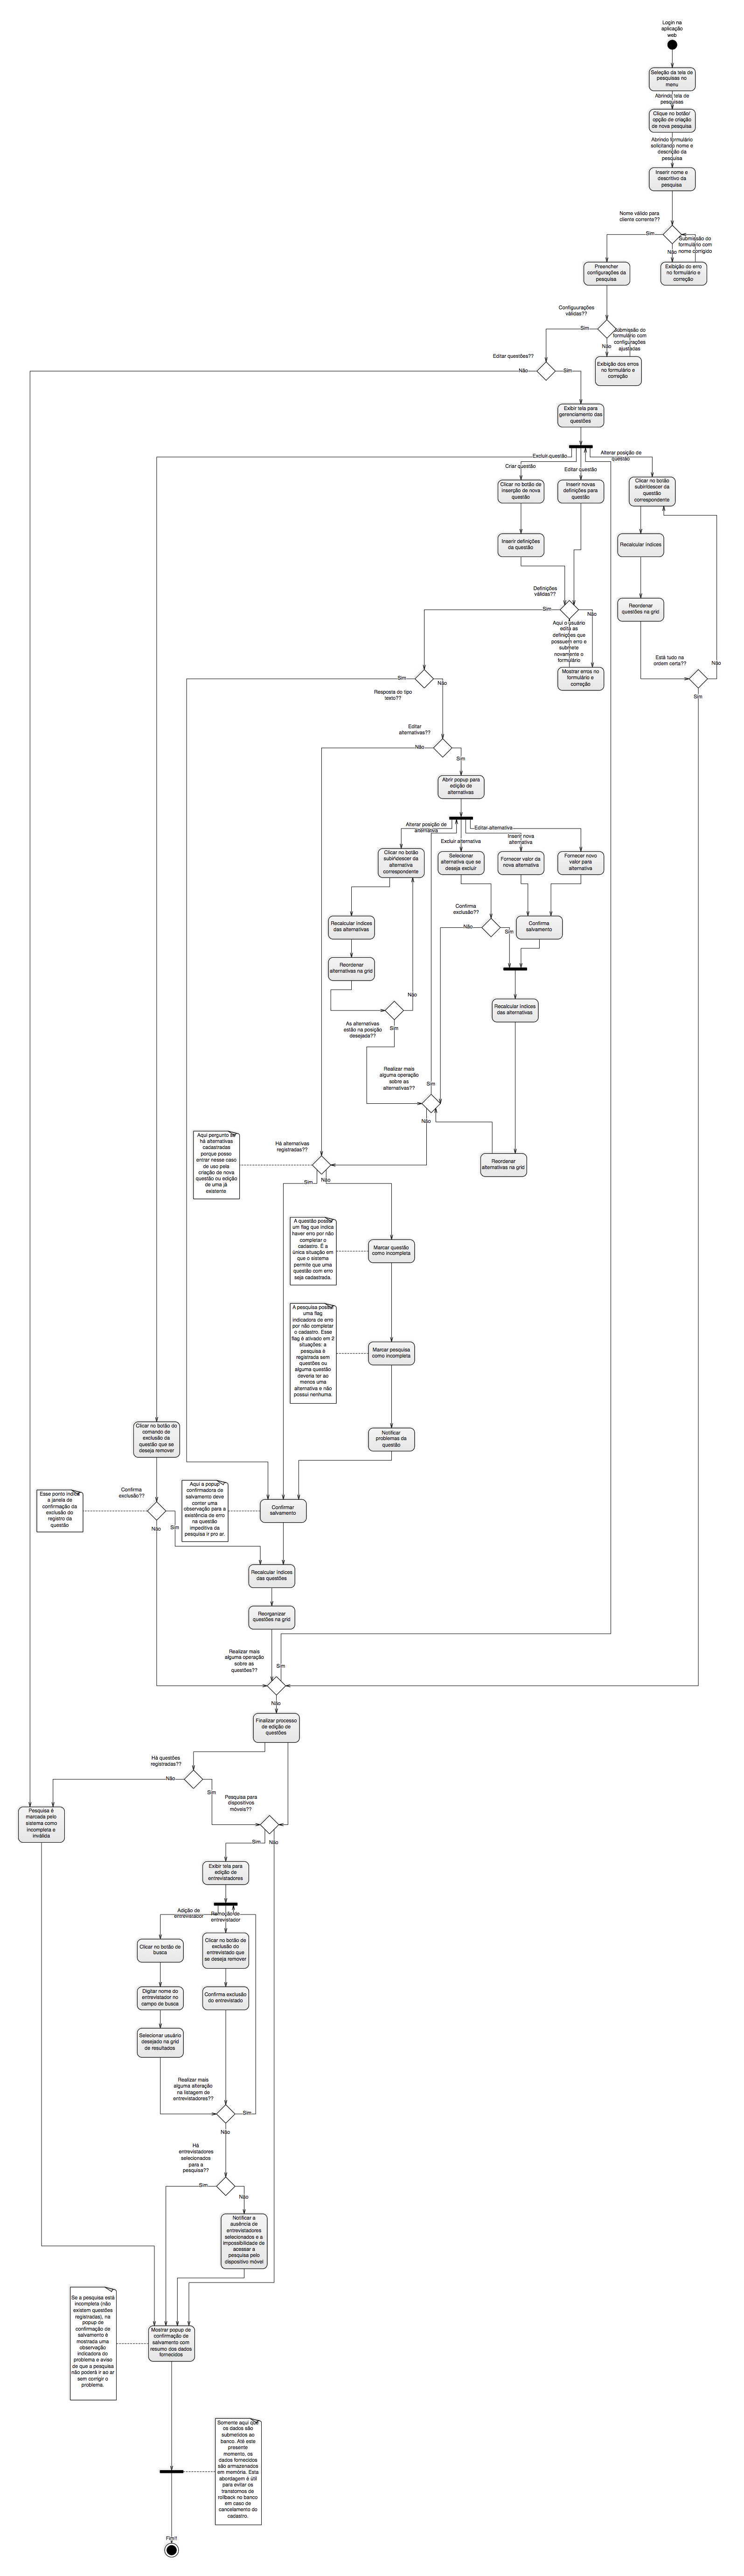 Login na
aplicação
web
Seleção da tela de
pesquisas no
menu
Abrindo tela de
pesquisas
Clique no botão/
opção de criação
de nova pesquisa
Abrindo formulário
solicitando nome e
descrição da
pesquisa
Inserir nome e
descritivo da
pesquisa
Nome válido para
cliente corrente??
Sim
Não
Submissão do
formulário com
nome corrigido
Exibição do erro
no formulário e
correção
Preencher
configurações da
pesquisa
Configuurações
válidas??
Sim
Não
Submissão do
formulário com
configurações
ajustadas
Exibição dos erros
no formulário e
correção
Editar questões??
Não
Sim
Exibir tela para
gerenciamento das
questões
Excluir questão
Criar questão
Editar questão
Alterar posição de
questão
Clicar no botão de
inserção de nova
questão
Inserir novas
definições para
questão
Clicar no botão
subir/descer da
questão
correspondente
Inserir definições
da questão
Recalcular índices
Reordenar
questões na grid
Definições
válidas??
Sim
Não
Aqui o usuário
edita as
definições que
possuem erro e
submete
novamente o
formulário
Mostrar erros no
formulário e
correção
Está tudo na
ordem certa??
Não
Sim
Sim
Não
Resposta do tipo
texto??
Editar
alternativas??
Não
Sim
Abrir popup para
edição de
alternativas
Alterar posição de
alternativa
Excluir alternativa
Inserir nova
alternativa
Editar alternativa
Clicar no botão
subir/descer da
alternativa
correspondente
Selecionar
alternativa que se
deseja excluir
Fornecer valor da
nova alternativa
Fornecer novo
valor para
alternativa
Confirma
exclusão??
Não
Sim
Confirma
salvamento
Recalcular índices
das alternativas
Reordenar
alternativas na grid
Não
As alternativas
estão na posição
desejada??
Sim
Recalcular índices
das alternativas
Realizar mais
alguma operação
sobre as
alternativas??
Sim
Não
Reordenar
alternativas na grid
Aqui pergunto se
há alternativas
cadastradas
porque posso
entrar nesse caso
de uso pela
criação de nova
questão ou edição
de uma já
existente
Há alternativas
registradas??
Sim
Não
A questão possui
um flag que indica
haver erro por não
completar o
cadastro. É a
única situação em
que o sistema
permite que uma
questão com erro
seja cadastrada.
Marcar questão
como incompleta
A pesquisa possui
uma flag
indicadora de erro
por não completar
o cadastro. Esse
flag é ativado em 2
situações: a
pesquisa é
registrada sem
questões ou
alguma questão
deveria ter ao
menos uma
alternativa e não
possui nenhuma.
Marcar pesquisa
como incompleta
Notificar
problemas da
questão
Clicar no botão do
comando de
exclusão da
questão que se
deseja remover
Esse ponto indica
a janela de
confirmação da
exclusão do
registro da
questão
Confirma
exclusão??
Não
Sim
Aqui a popup
confirmadora de
salvamento deve
conter uma
observação para a
existência de erro
na questão
impeditiva da
pesquisa ir pro ar.
Confirmar
salvamento
Recalcular índices
das questões
Reorganizar
questões na grid
Realizar mais
alguma operação
sobre as
questões??
Sim
Não
Finalizar processo
de edição de
questões
Há questões
registradas??
Não
Sim
Pesquisa é
marcada pelo
sistema como
incompleta e
inválida
Pesquisa para
dispositivos
móveis??
Sim
Não
Exibir tela para
edição de
entrevistadores
Adição de
entrevistador
Remoção de
entrevistador
Clicar no botão de
busca
Clicar no botão de
exclusão do
entrevistado que
se deseja remover
Digitar nome do
entrevistador no
campo de busca
Confirma exclusão
do entrevistado
Selecionar usuário
desejado na grid
de resultados
Realizar mais
alguma alteração
na listagem de
entrevistadores??
Sim
Não
Há
entrevistadores
selecionados
para a
pesquisa??
Sim
Não
Notificar a
ausência de
entrevistadores
selecionados e a
impossibilidade de
acessar a
pesquisa pelo
dispositivo móvel
Se a pesquisa está
incompleta (não
existem questões
registradas), na
popup de
confirmação de
salvamento é
mostrada uma
observação
indicadora do
problema e aviso
de que a pesquisa
não poderá ir ao ar
sem corrigir o
problema.
Mostrar popup de
confirmação de
salvamento com
resumo dos dados
fornecidos
Somente aqui que
os dados são
submetidos ao
banco. Até este
presente
momento, os
dados fornecidos
são armazenados
em memória. Esta
abordagem é útil
para evitar os
transtornos de
rollback no banco
em caso de
cancelamento do
cadastro.
Fim!!